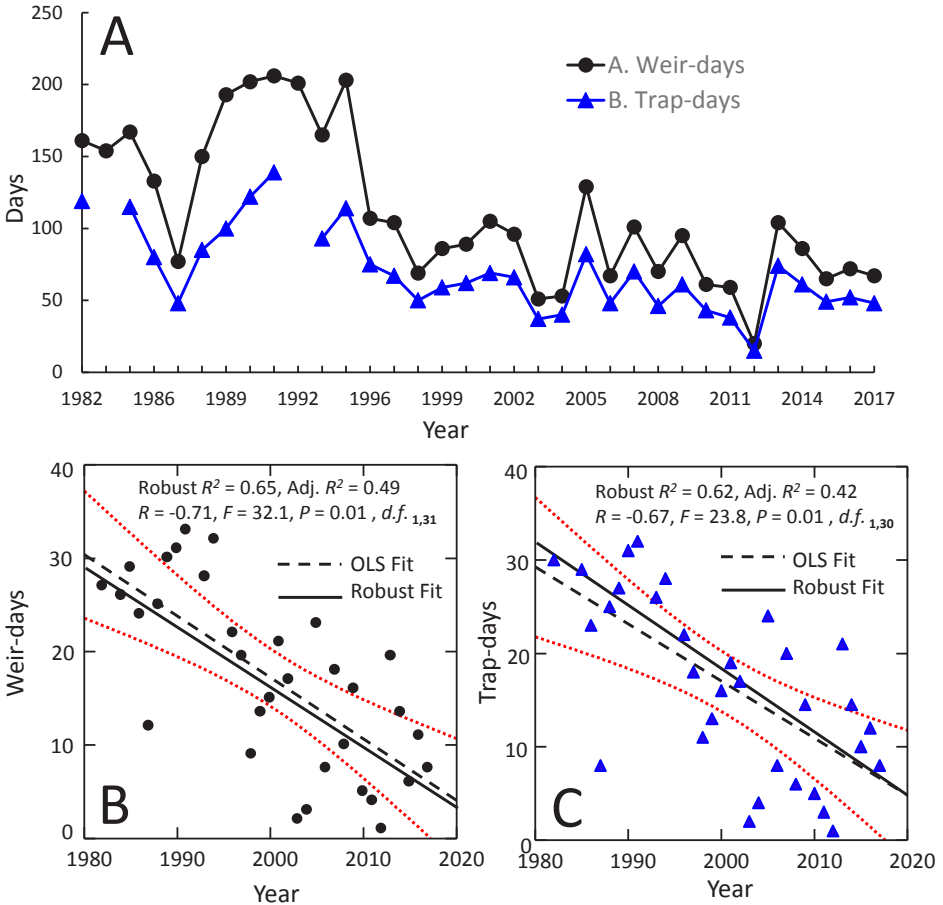 A
250
200
150
100
50
0
Days
A. Weir-days
B. Trap-days
1982 1986 1989 1992 1996 1999 2002 2005 2008 2011 2014 2017
Year
B
40
30
20
10
0
Weir-days
Robust R² = 0.65, Adj. R² = 0.49
R = -0.71, F = 32.1, P = 0.01 , d.f. 1,31
OLS Fit
Robust Fit
1980 1990 2000 2010 2020
Year
C
40
30
20
10
0
Trap-days
Robust R² = 0.62, Adj. R² = 0.42
R = -0.67, F = 23.8, P = 0.01 , d.f. 1,30
OLS Fit
Robust Fit
1980 1990 2000 2010 2020
Year